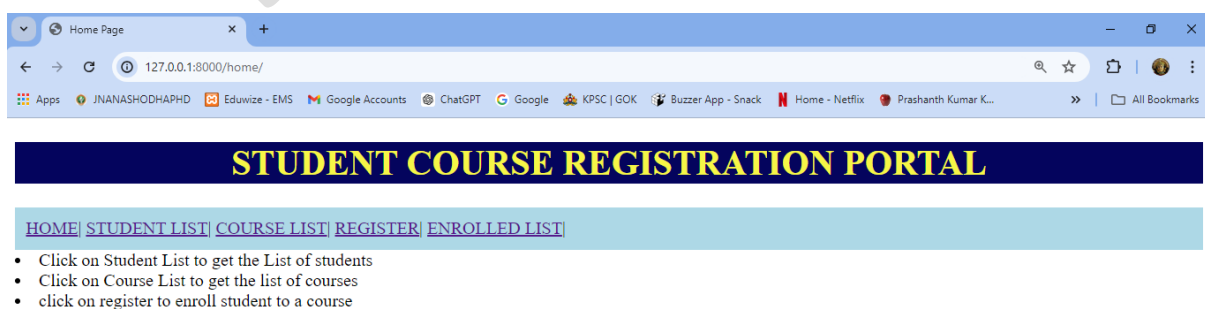 Home Page
127.0.0.1:8000/home/
Apps JNANASHODHAPHD Eduwize - EMS Google Accounts ChatGPT Google KPSC | GOK Buzzer App - Snack Home - Netflix Prashanth Kumar K... » All Bookmarks
STUDENT COURSE REGISTRATION PORTAL
HOME| STUDENT LIST| COURSE LIST| REGISTER| ENROLLED LIST|
• Click on Student List to get the List of students
• Click on Course List to get the list of courses
• click on register to enroll student to a course